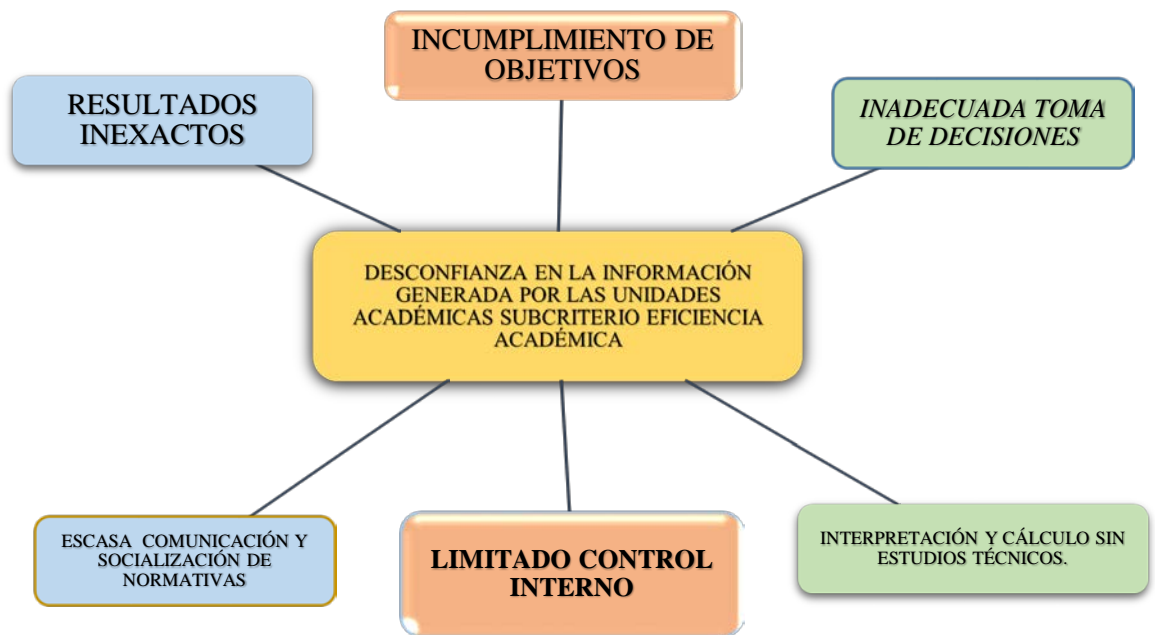 INCUMPLIMIENTO DE
OBJETIVOS
RESULTADOS
INEXACTOS
INADECUADA TOMA
DE DECISIONES
DESCONFIANZA EN LA INFORMACIÓN
GENERADA POR LAS UNIDADES
ACADÉMICAS SUBCRITERIO EFICIENCIA
ACADÉMICA
ESCASA COMUNICACIÓN Y
SOCIALIZACIÓN DE
NORMATIVAS
LIMITADO CONTROL
INTERNO
INTERPRETACIÓN Y CÁLCULO SIN
ESTUDIOS TÉCNICOS.